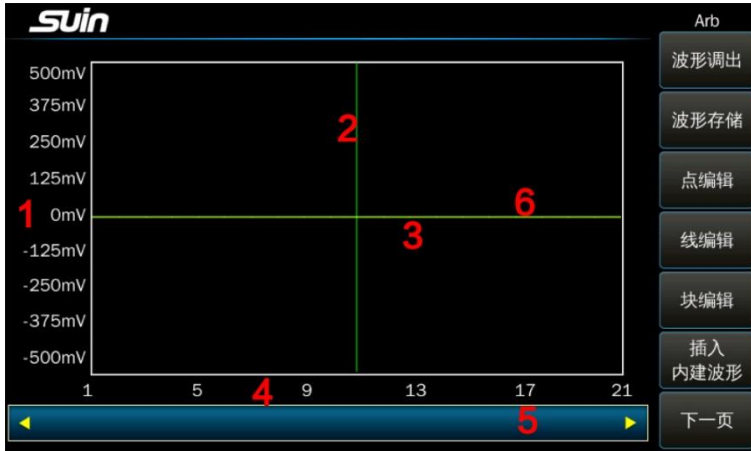 Suin
Arb
500mV
375mV
250mV
125mV
0mV
-125mV
-250mV
-375mV
-500mV
1
2
3
4
5
6
1 5 9 13 17 21
波形调出
波形存储
点编辑
线编辑
块编辑
插入
内建波形
下一页